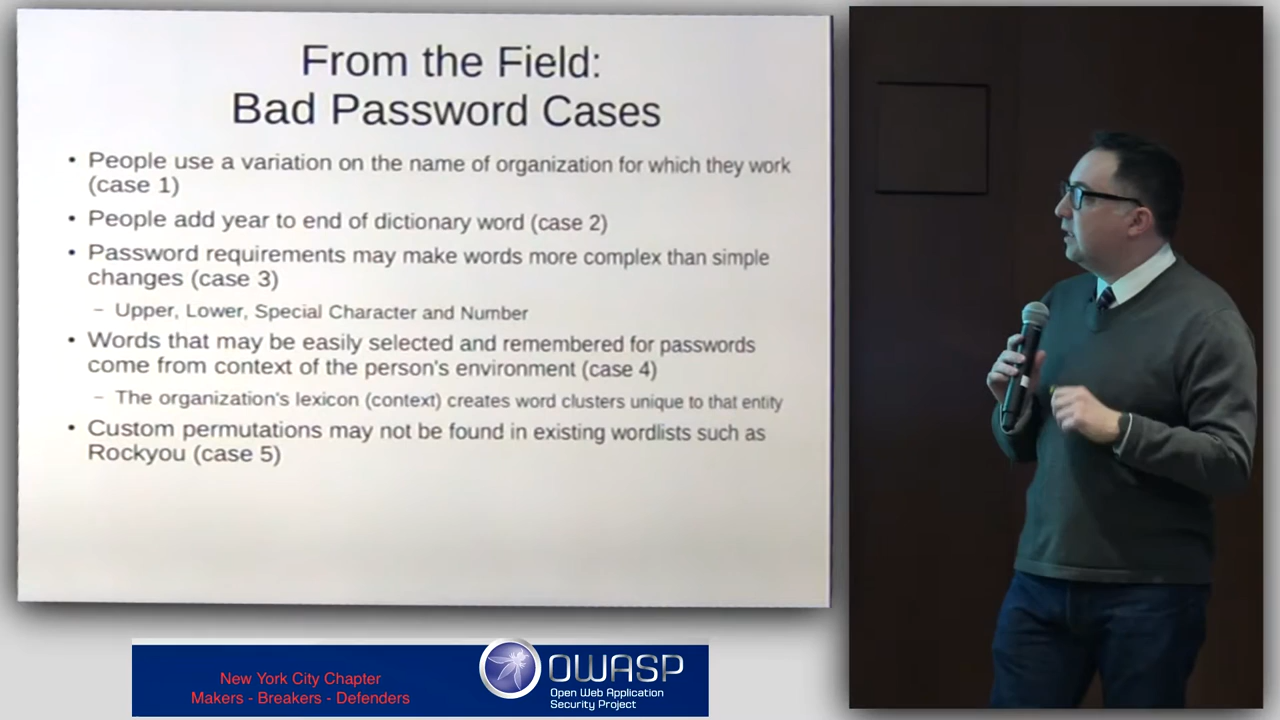 From the Field:
Bad Password Cases
• People use a variation on the name of organization for which they work
(case 1)
• People add year to end of dictionary word (case 2)
• Password requirements may make words more complex than simple
changes (case 3)
– Upper, Lower, Special Character and Number
• Words that may be easily selected and remembered for passwords
come from context of the person's environment (case 4)
– The organization's lexicon (context) creates word clusters unique to that entity
• Custom permutations may not be found in existing wordlists such as
Rockyou (case 5)
New York City Chapter
Makers - Breakers - Defenders
OWASP
Open Web Application
Security Project